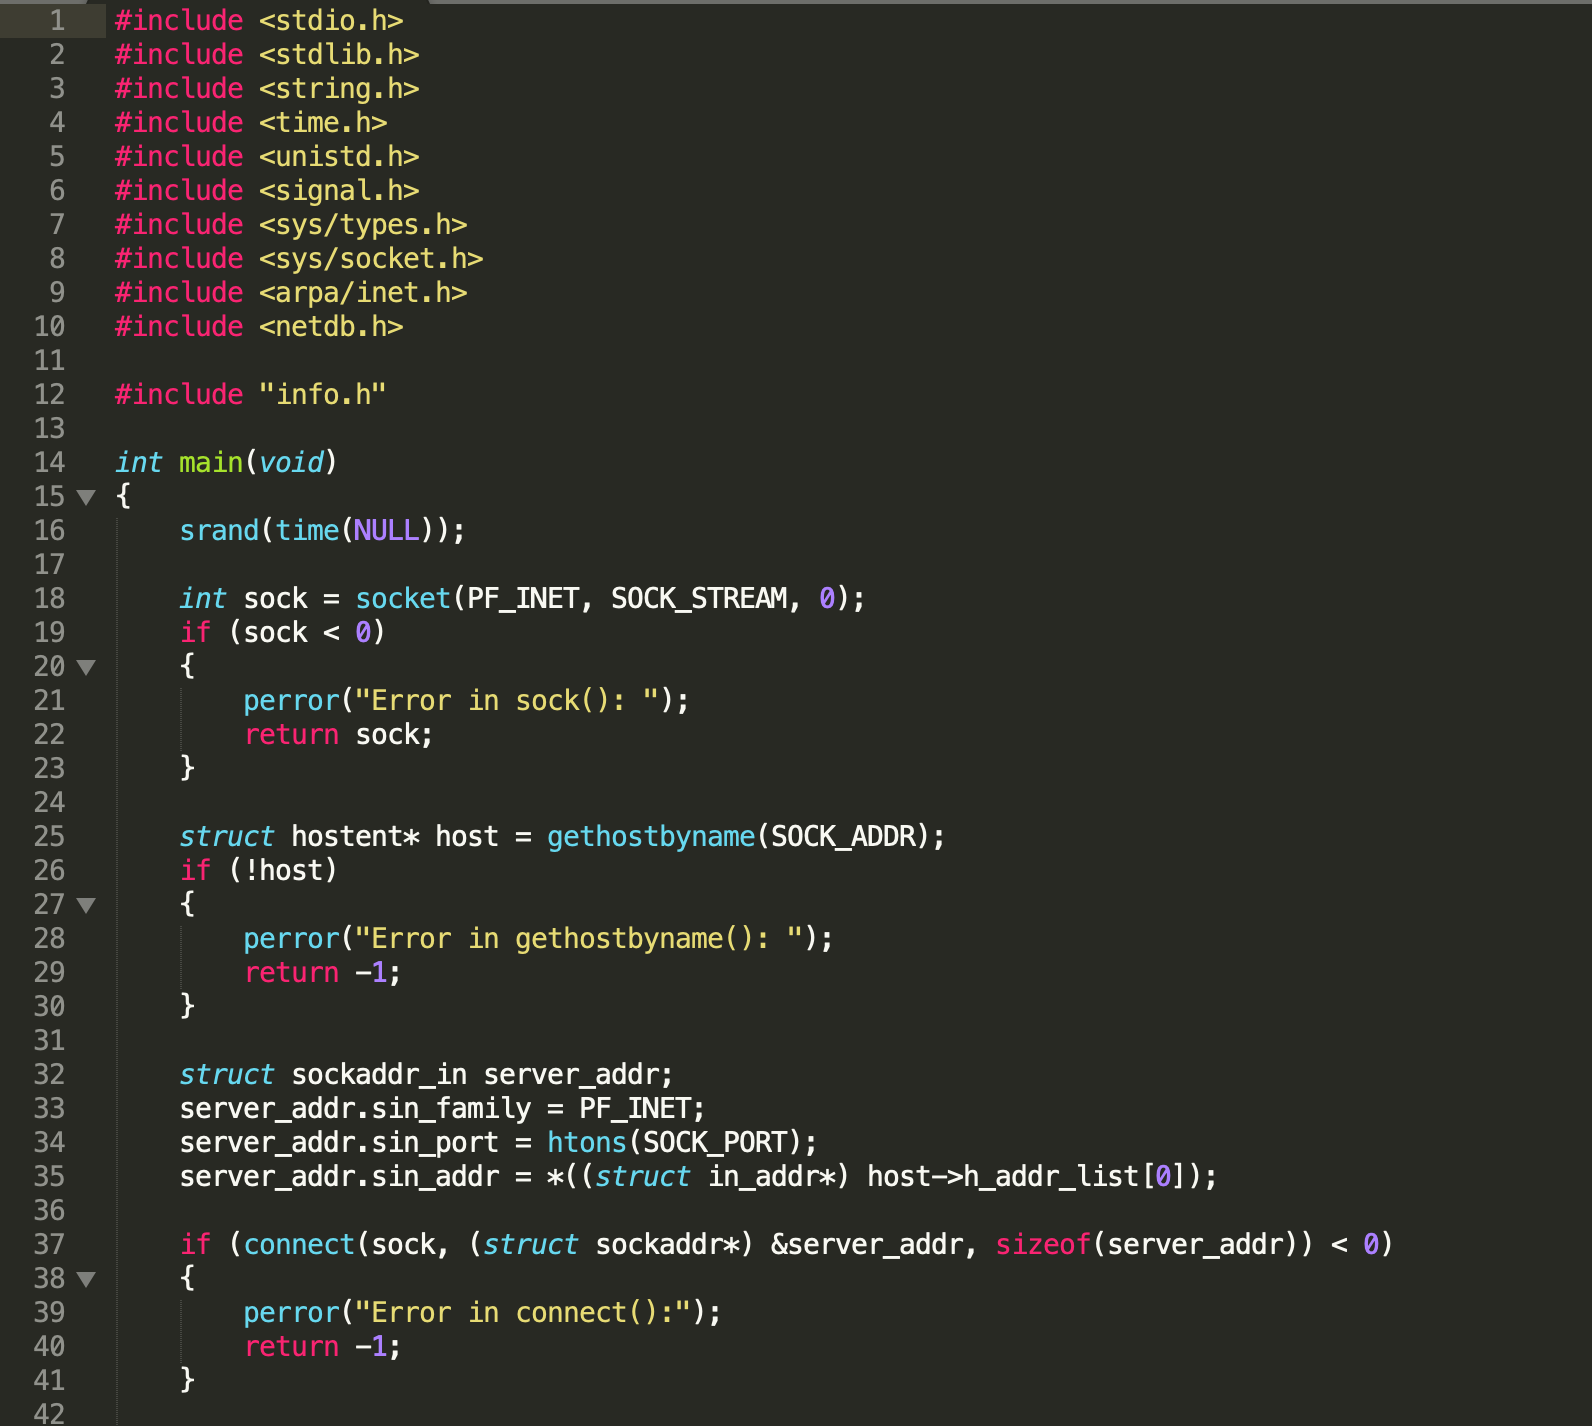 1 #include <stdio.h>
2 #include <stdlib.h>
3 #include <string.h>
4 #include <time.h>
5 #include <unistd.h>
6 #include <signal.h>
7 #include <sys/types.h>
8 #include <sys/socket.h>
9 #include <arpa/inet.h>
10 #include <netdb.h>
11
12 #include "info.h"
13
14 int main(void)
15 {
16     srand(time(NULL));
17
18     int sock = socket(PF_INET, SOCK_STREAM, 0);
19     if (sock < 0)
20     {
21         perror("Error in sock(): ");
22         return sock;
23     }
24
25     struct hostent* host = gethostbyname(SOCK_ADDR);
26     if (!host)
27     {
28         perror("Error in gethostbyname(): ");
29         return -1;
30     }
31
32     struct sockaddr_in server_addr;
33     server_addr.sin_family = PF_INET;
34     server_addr.sin_port = htons(SOCK_PORT);
35     server_addr.sin_addr = *((struct in_addr*) host->h_addr_list[0]);
36
37     if (connect(sock, (struct sockaddr*) &server_addr, sizeof(server_addr)) < 0)
38     {
39         perror("Error in connect():");
40         return -1;
41     }
42